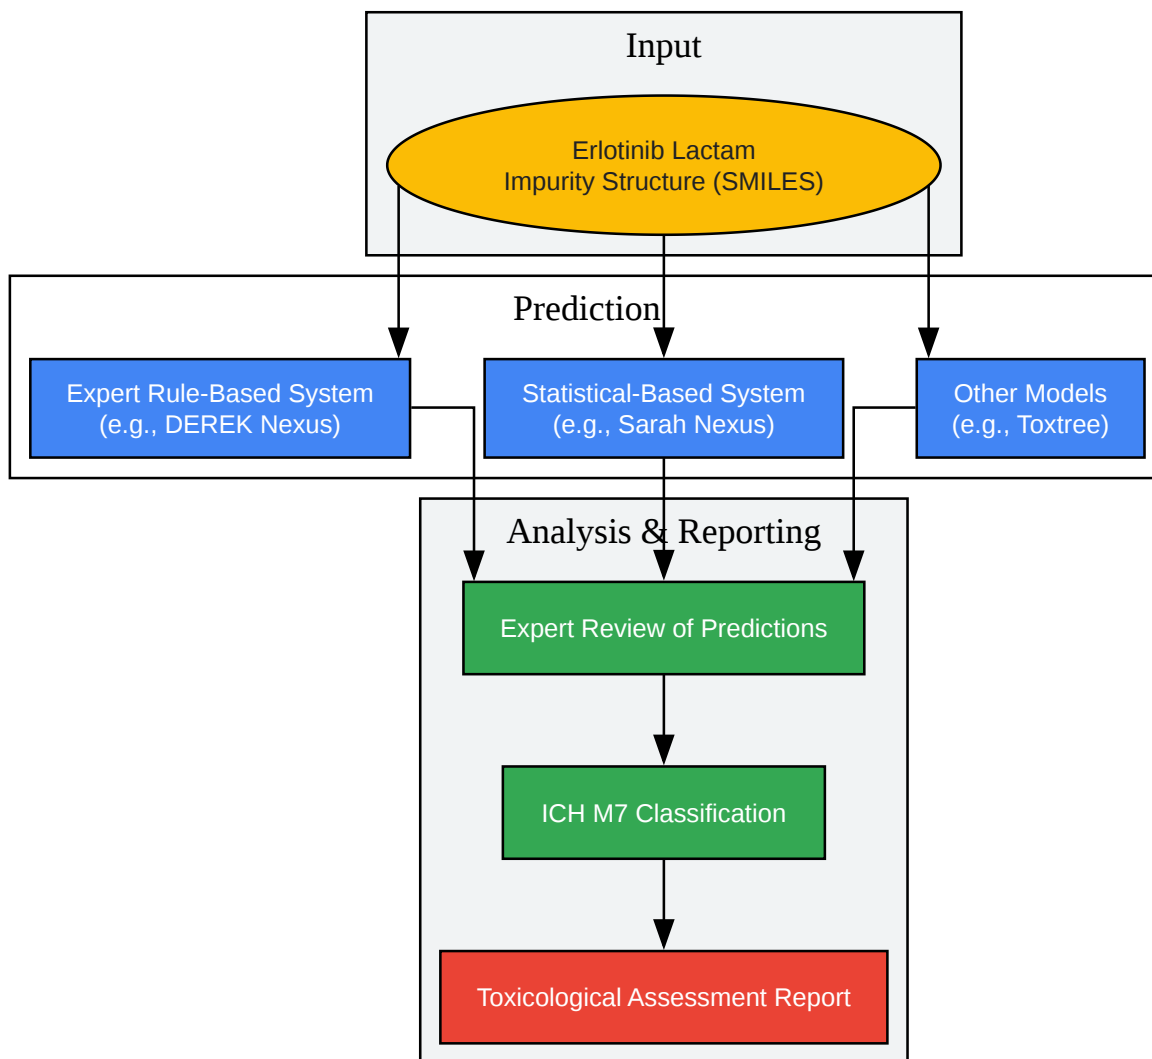 Input
Erlotinib Lactam
Impurity Structure (SMILES)
Prediction
Expert Rule-Based System
(e.g., DEREK Nexus)
Statistical-Based System
(e.g., Sarah Nexus)
Other Models
(e.g., Toxtree)
Analysis & Reporting
Expert Review of Predictions
ICH M7 Classification
Toxicological Assessment Report